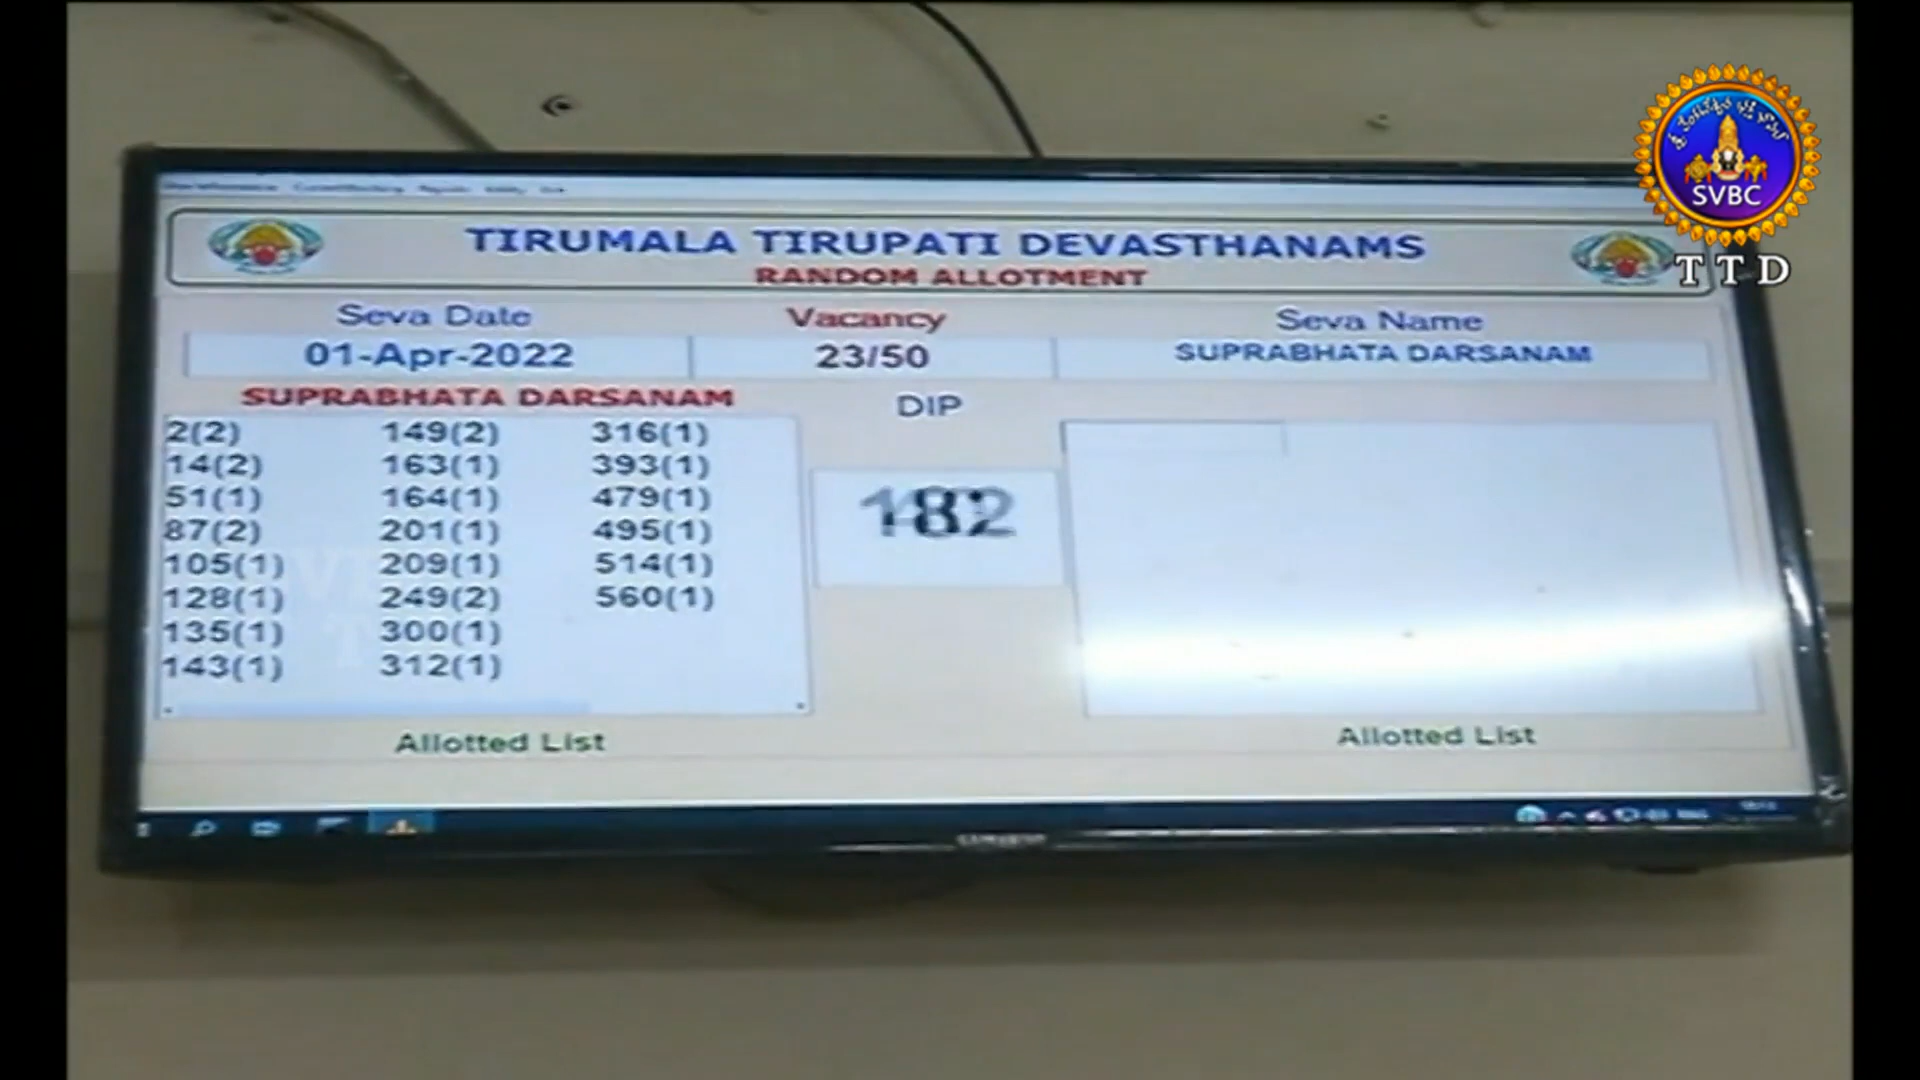 TIRUMALA TIRUPATI DEVASTHANAMS
RANDOM ALLOTMENT
Seva Date Vacancy Seva Name
01-Apr-2022 23/50 SUPRABHATA DARSANAM
SUPRABHATA DARSANAM DIP
2(2) 149(2) 316(1)
14(2) 163(1) 393(1)
51(1) 164(1) 479(1)
87(2) 201(1) 495(1)
105(1) 209(1) 514(1)
128(1) 249(2) 560(1)
135(1) 300(1)
143(1) 312(1)
Allotted List Allotted List
SVBC
TTD